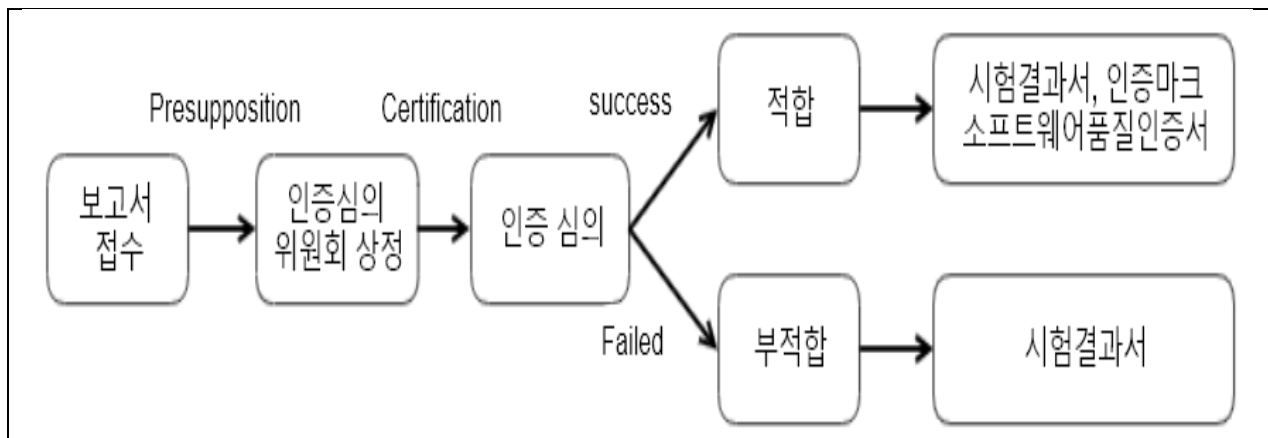 보고서
접수
Presupposition
인증심의
위원회 상정
Certification
인증 심의
success
적합
시험결과서, 인증마크
소프트웨어품질인증서
Failed
부적합
시험결과서